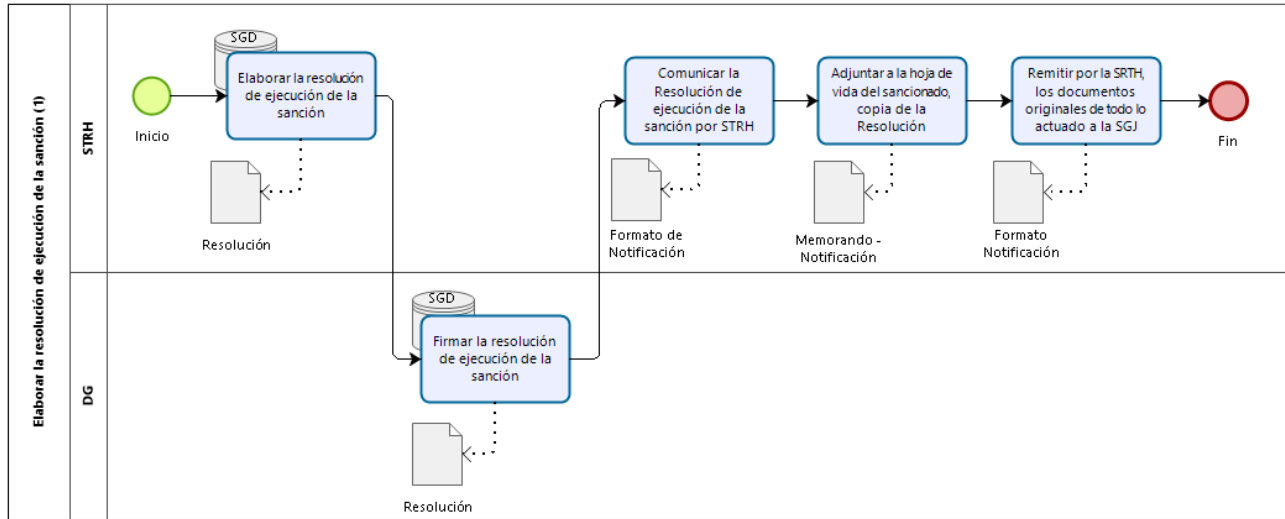 Elaborar la resolución de ejecución de la sanción (1)
STRH
Inicio
SGD
Elaborar la resolución
de ejecución de la
sanción
Resolución
Comunicar la
Resolución de
ejecución de la
sanción por STRH
Formato de
Notificación
Adjuntar a la hoja de
vida del sancionado,
copia de la
Resolución
Memorando -
Notificación
Remitir por la SRTH,
los documentos
originales de todo lo
actuado a la SGJ
Formato
Notificación
Fin
DG
SGD
Firmar la resolución
de ejecución de la
sanción
Resolución